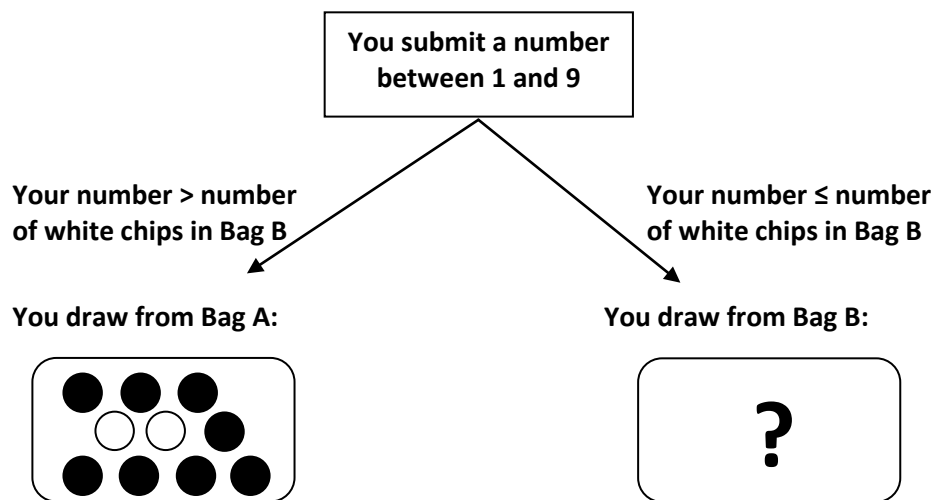 You submit a number
between 1 and 9
Your number > number
of white chips in Bag B
Your number ≤ number
of white chips in Bag B
You draw from Bag A:
You draw from Bag B:
?